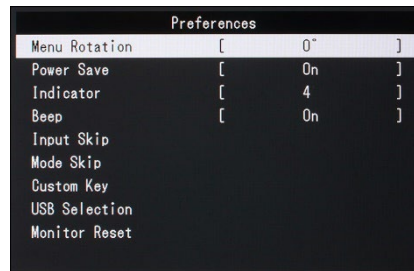 Preferences
Menu Rotation [ 0° ]
Power Save [ On ]
Indicator [ 4 ]
Beep [ On ]
Input Skip
Mode Skip
Custom Key
USB Selection
Monitor Reset